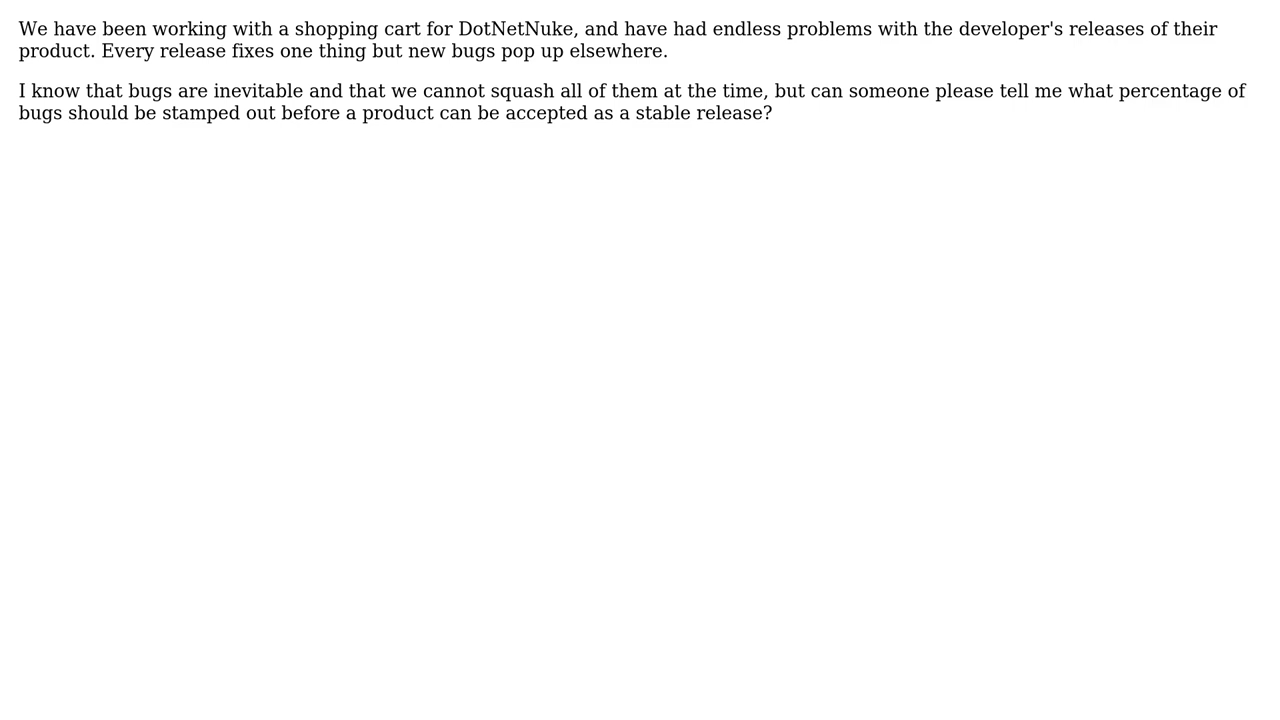 We have been working with a shopping cart for DotNetNuke, and have had endless problems with the developer's releases of their
product. Every release fixes one thing but new bugs pop up elsewhere.
I know that bugs are inevitable and that we cannot squash all of them at the time, but can someone please tell me what percentage of
bugs should be stamped out before a product can be accepted as a stable release?